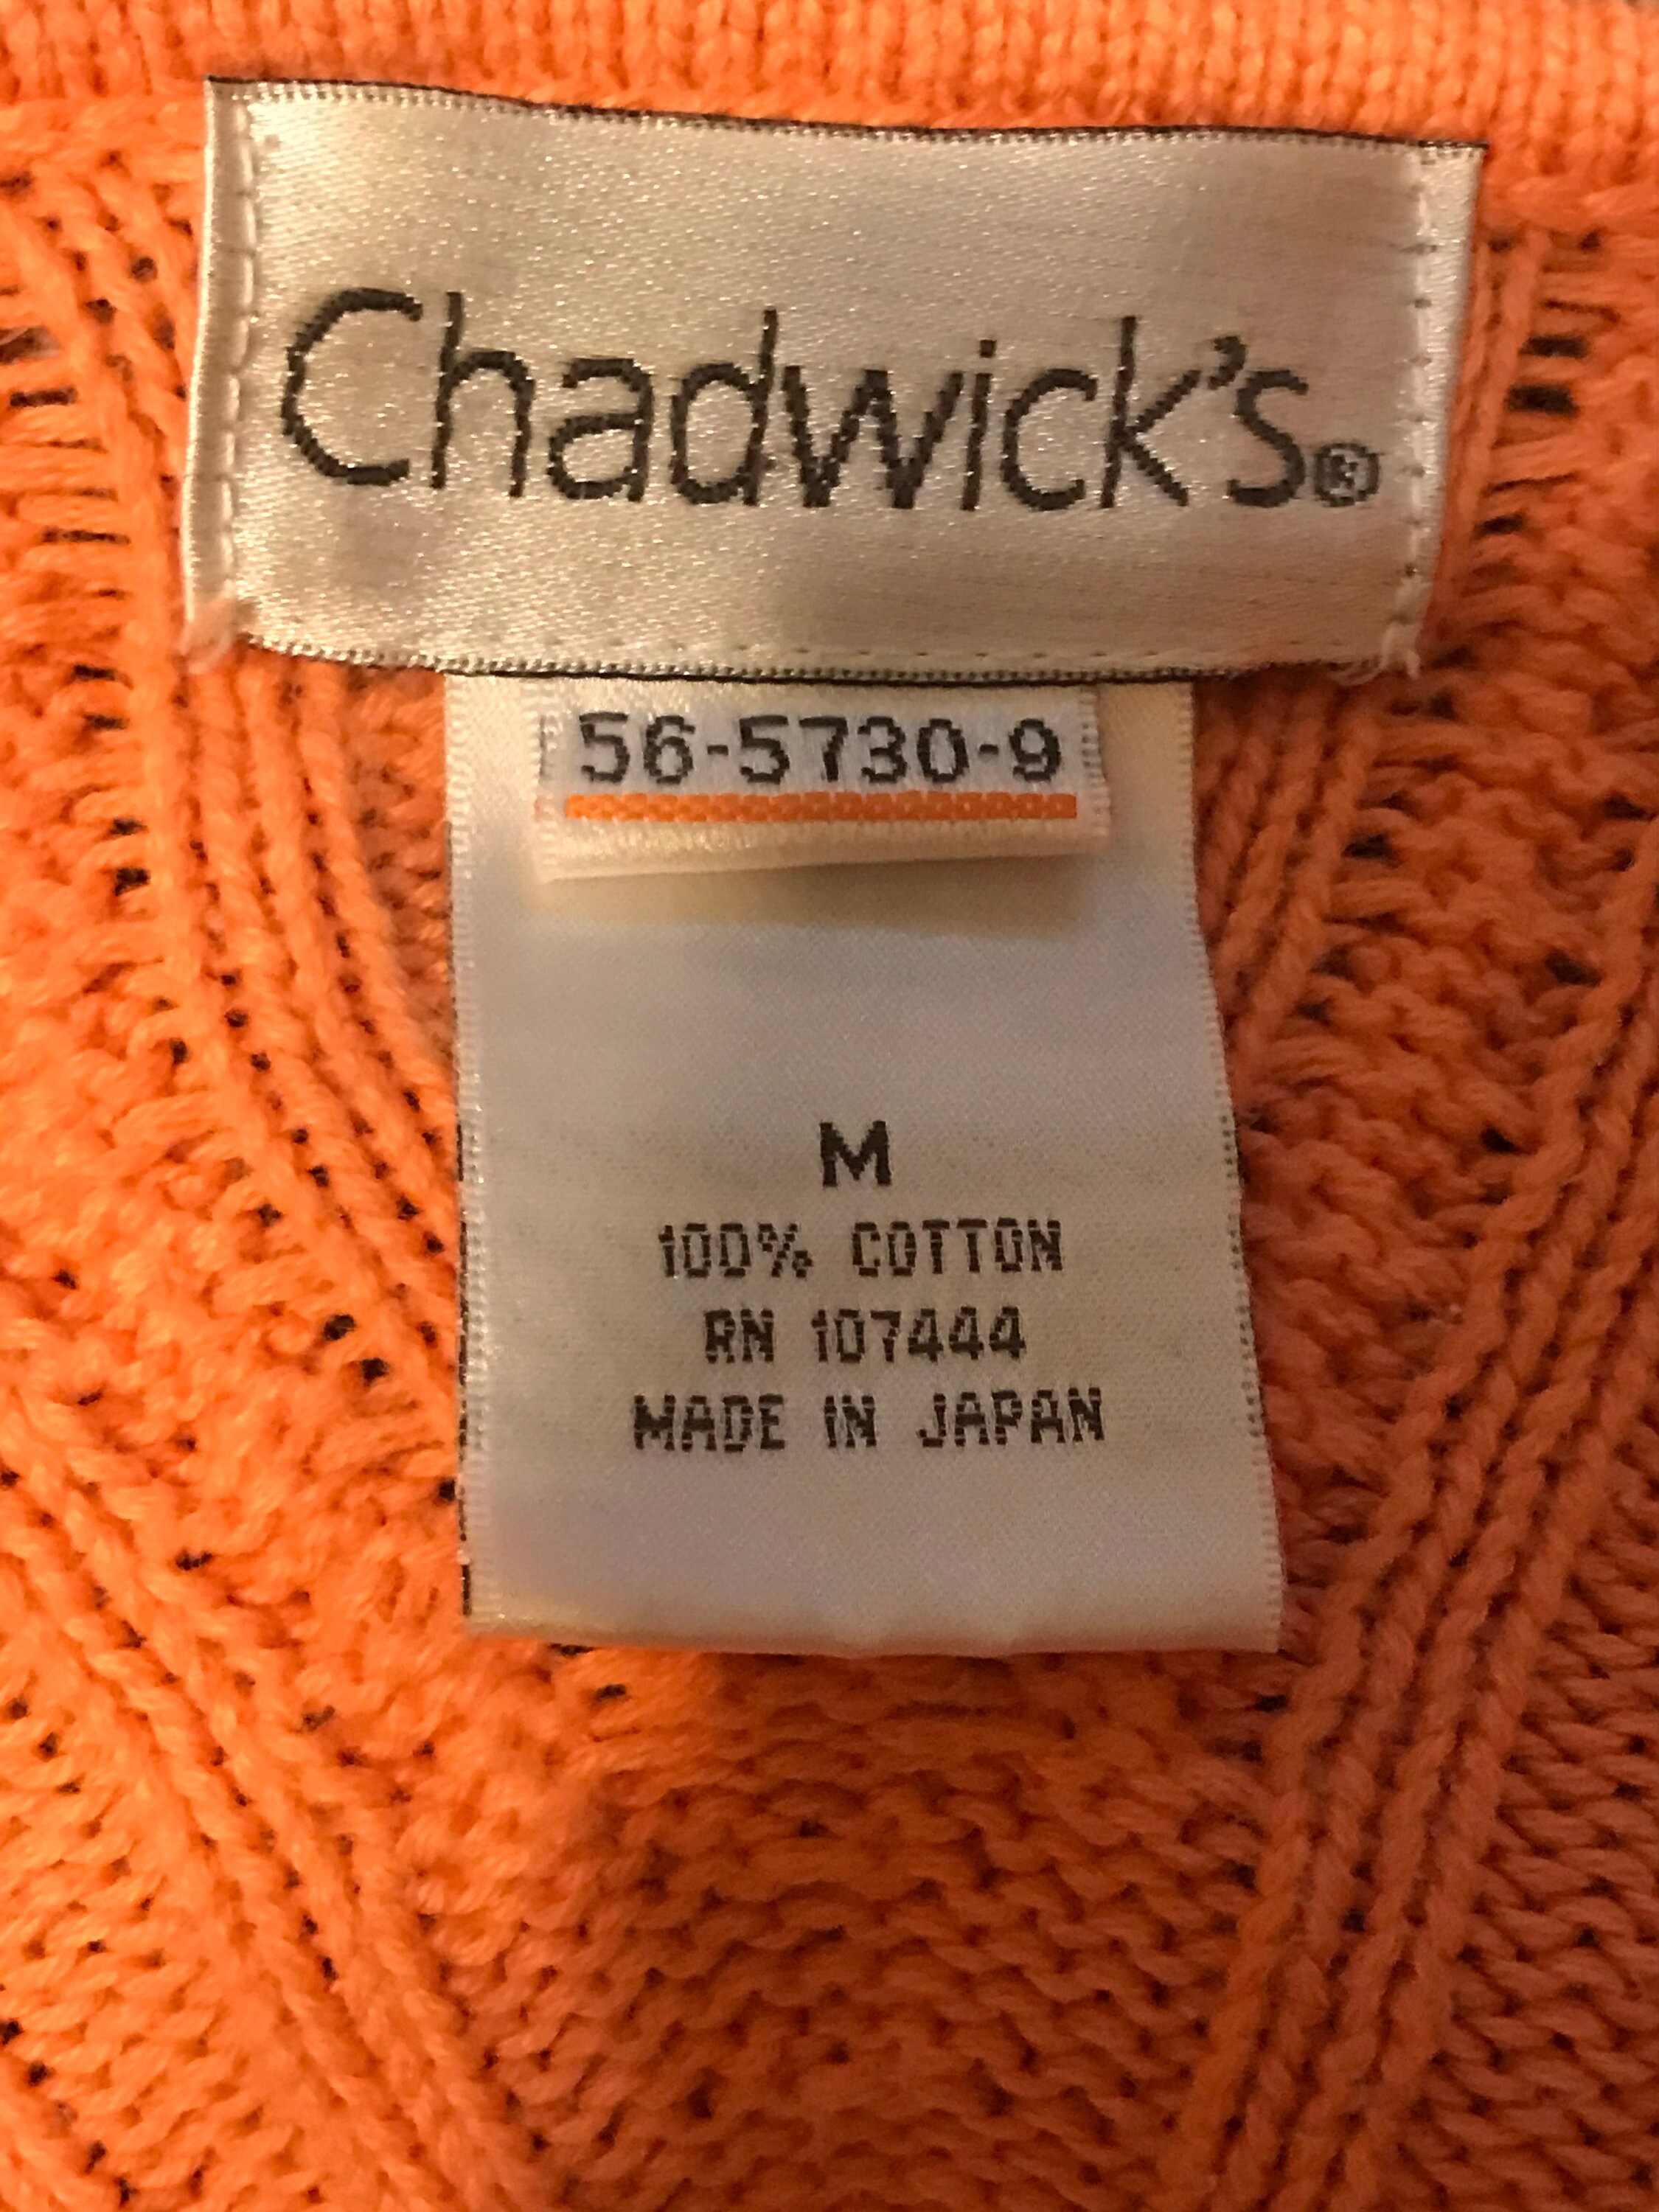 Chadwick's®
56-5730-9
M
100% COTTON
RN 107444
MADE IN JAPAN